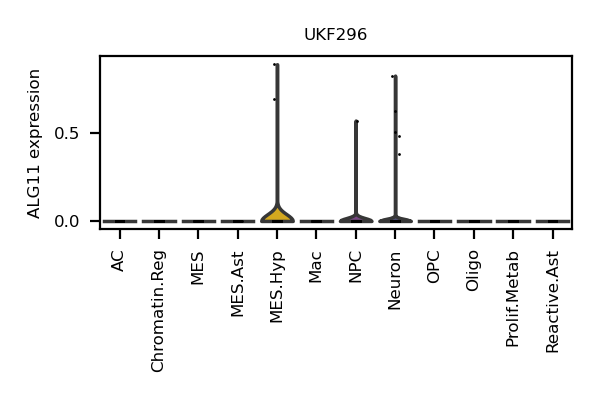 UKF296
ALG11 expression
0.5
0.0
AC
Chromatin.Reg
MES
MES.Ast
MES.Hyp
Mac
NPC
Neuron
OPC
Oligo
Prolif.Metab
Reactive.Ast